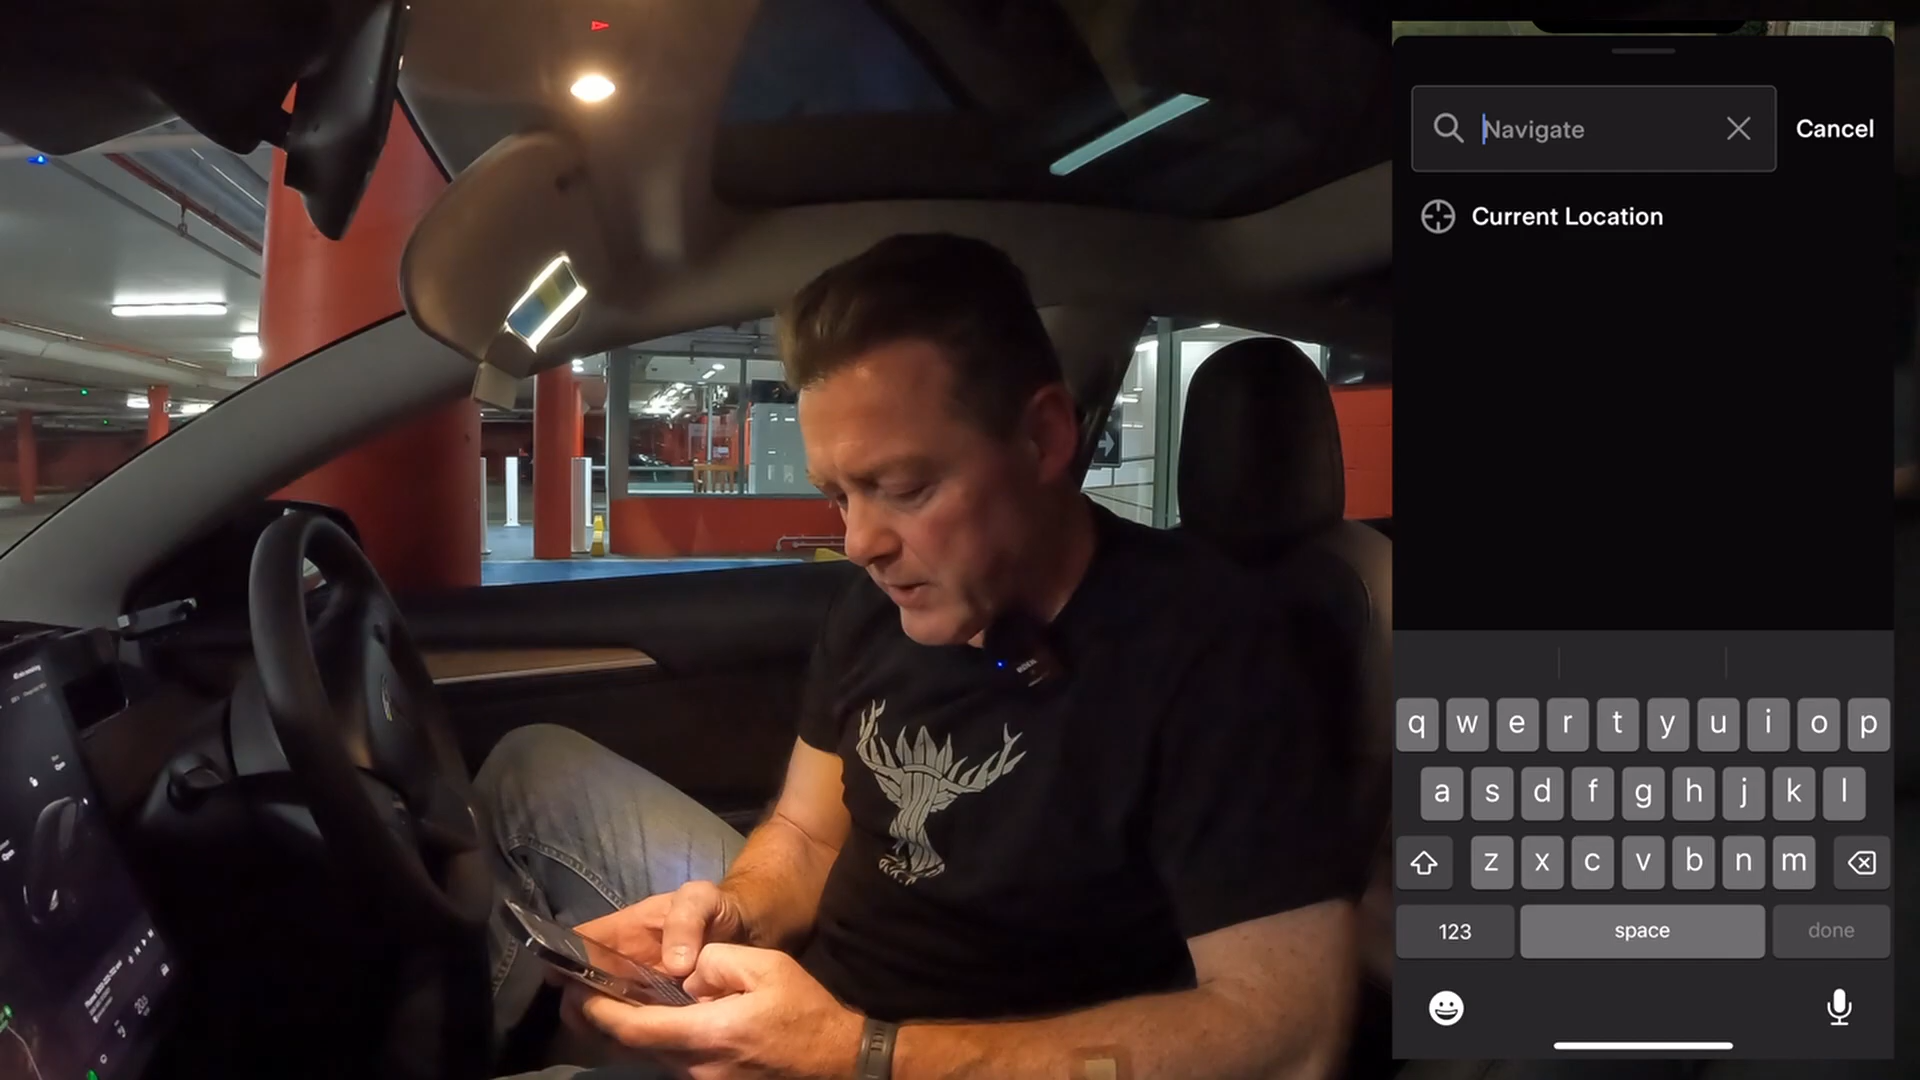 Navigate
Cancel
Current Location
q w e r t y u i o p
a s d f g h j k l
z x c v b n m
123
space
done